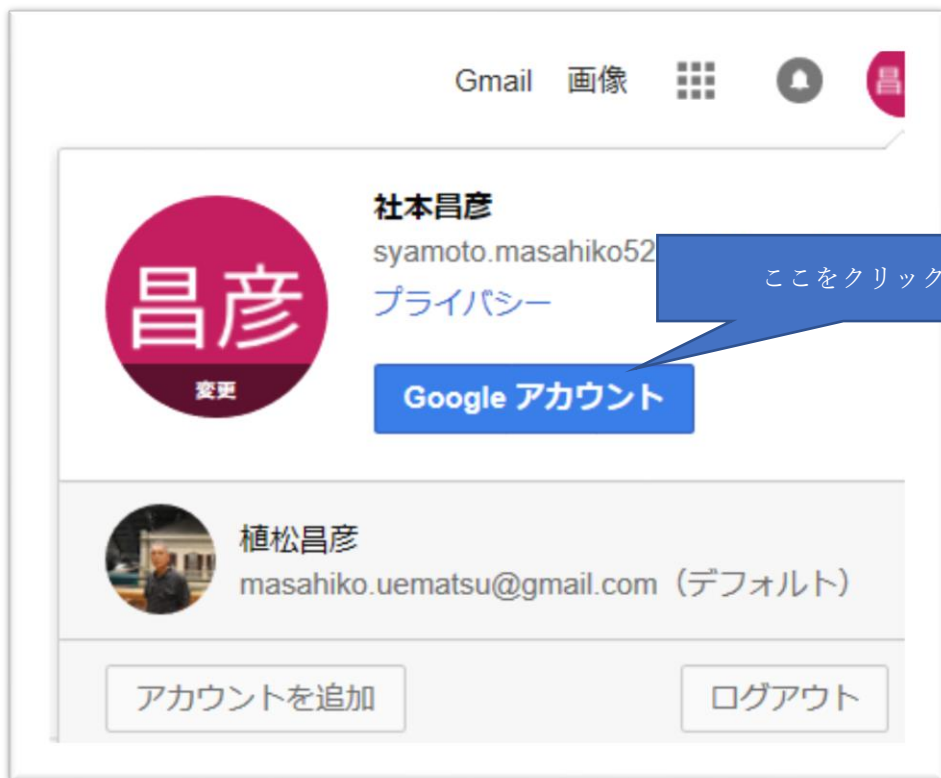 Gmail 画像
昌
社本昌彦
syamoto.masahiko52
プライバシー
ここをクリック
昌彦
変更
Google アカウント
植松昌彦
masahiko.uematsu@gmail.com（デフォルト）
アカウントを追加
ログアウト